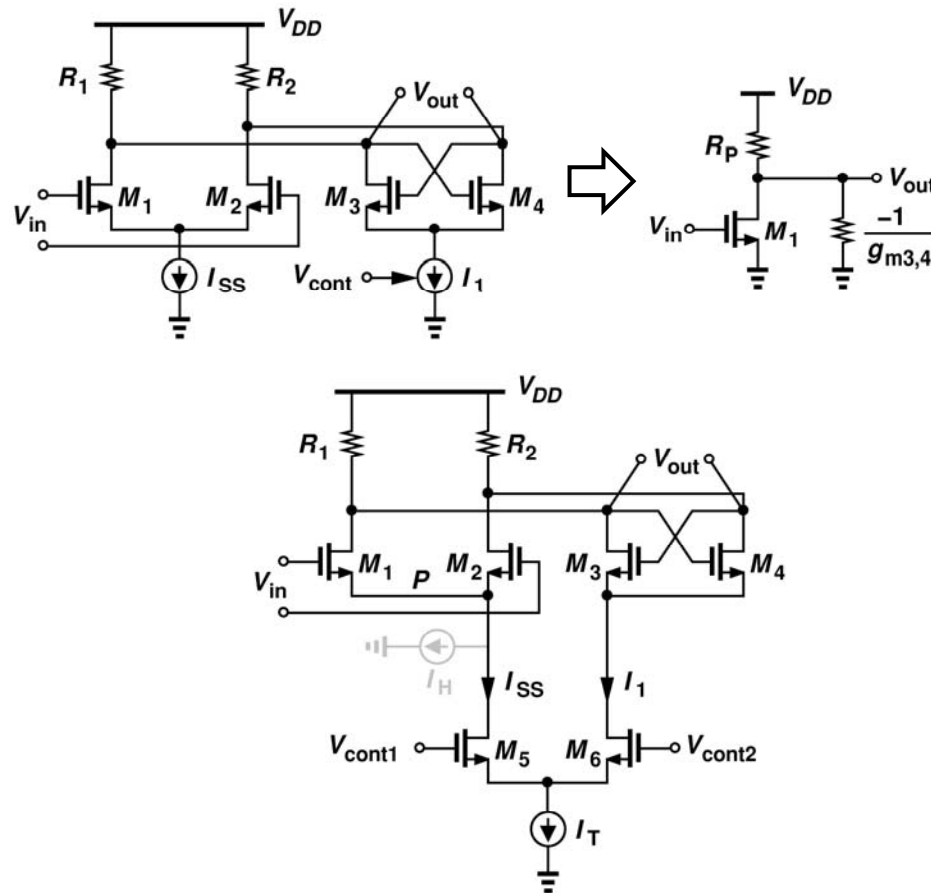 V_DD
R_1
R_2
V_out
V_in
M_1
M_2
M_3
M_4
I_SS
V_cont
I_1
V_DD
R_P
V_out
V_in
M_1
−1
g_m3,4
V_DD
R_1
R_2
V_out
V_in
M_1
P
M_2
M_3
M_4
I_H
I_SS
I_1
V_cont1
M_5
M_6
V_cont2
I_T